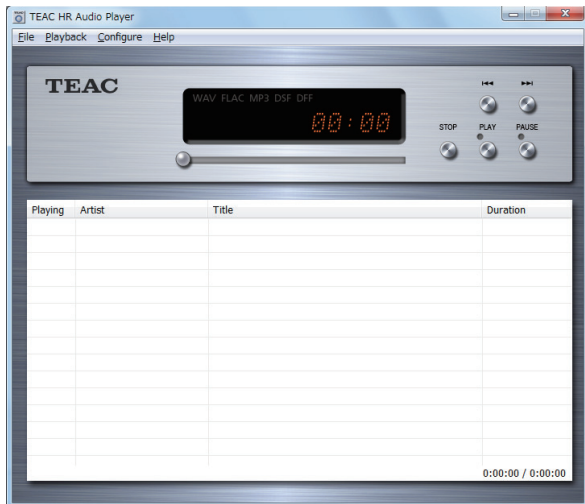 TEAC HR Audio Player
File Playback Configure Help
TEAC
WAV FLAC MP3 DSF DFF
00:00
STOP PLAY PAUSE
Playing Artist Title Duration
0:00:00 / 0:00:00